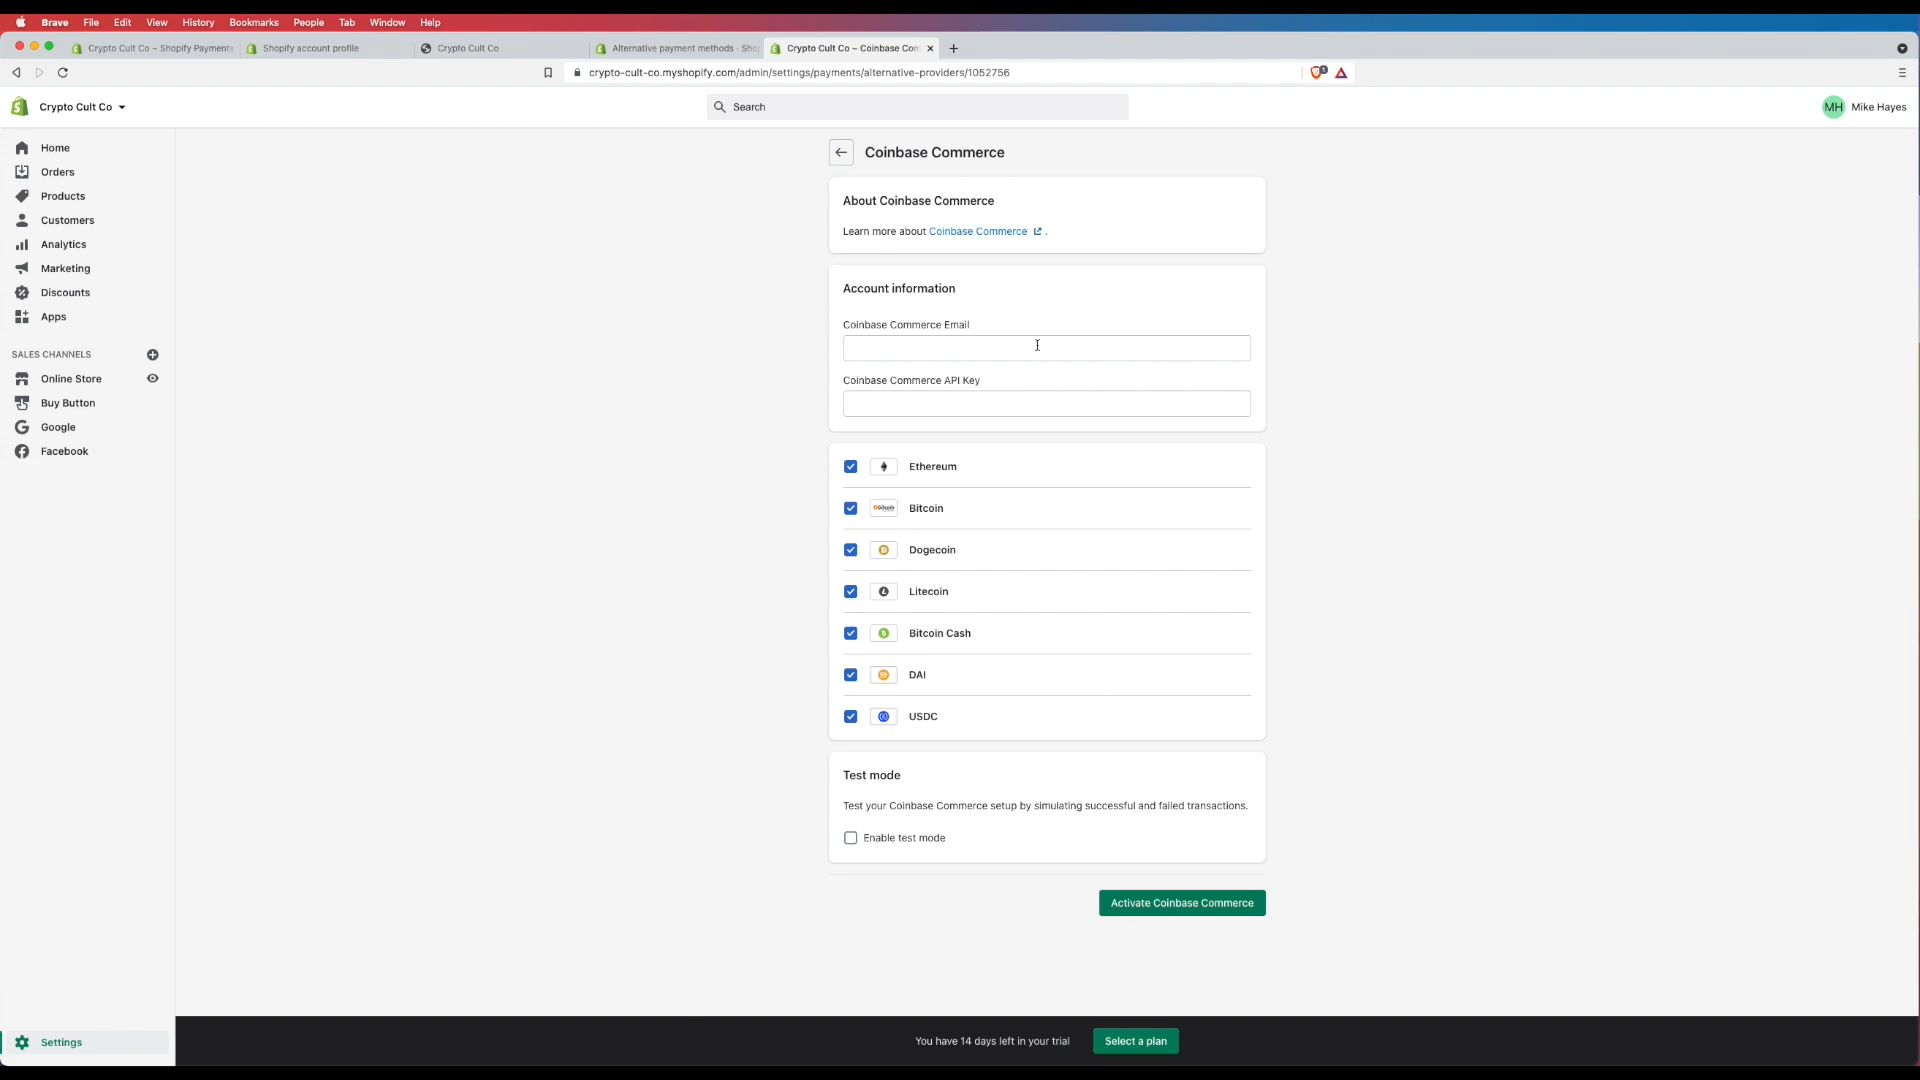 Brave File Edit View History Bookmarks People Tab Window Help
Crypto Cult Co ~ Shopify Payments
Shopify account profile
Crypto Cult Co
Alternative payment methods · Sho
Crypto Cult Co ~ Coinbase Com
crypto-cult-co.myshopify.com/admin/settings/payments/alternative-providers/1052756
1
Crypto Cult Co
Search
MH Mike Hayes
Home
Orders
Products
Customers
Analytics
Marketing
Discounts
Apps
SALES CHANNELS
Online Store
Buy Button
Google
Facebook
Settings
Coinbase Commerce
About Coinbase Commerce
Learn more about Coinbase Commerce .
Account information
Coinbase Commerce Email
Coinbase Commerce API Key
Ethereum
bitcoin Bitcoin
Dogecoin
Litecoin
Bitcoin Cash
DAI
USDC
Test mode
Test your Coinbase Commerce setup by simulating successful and failed transactions.
Enable test mode
Activate Coinbase Commerce
You have 14 days left in your trial
Select a plan